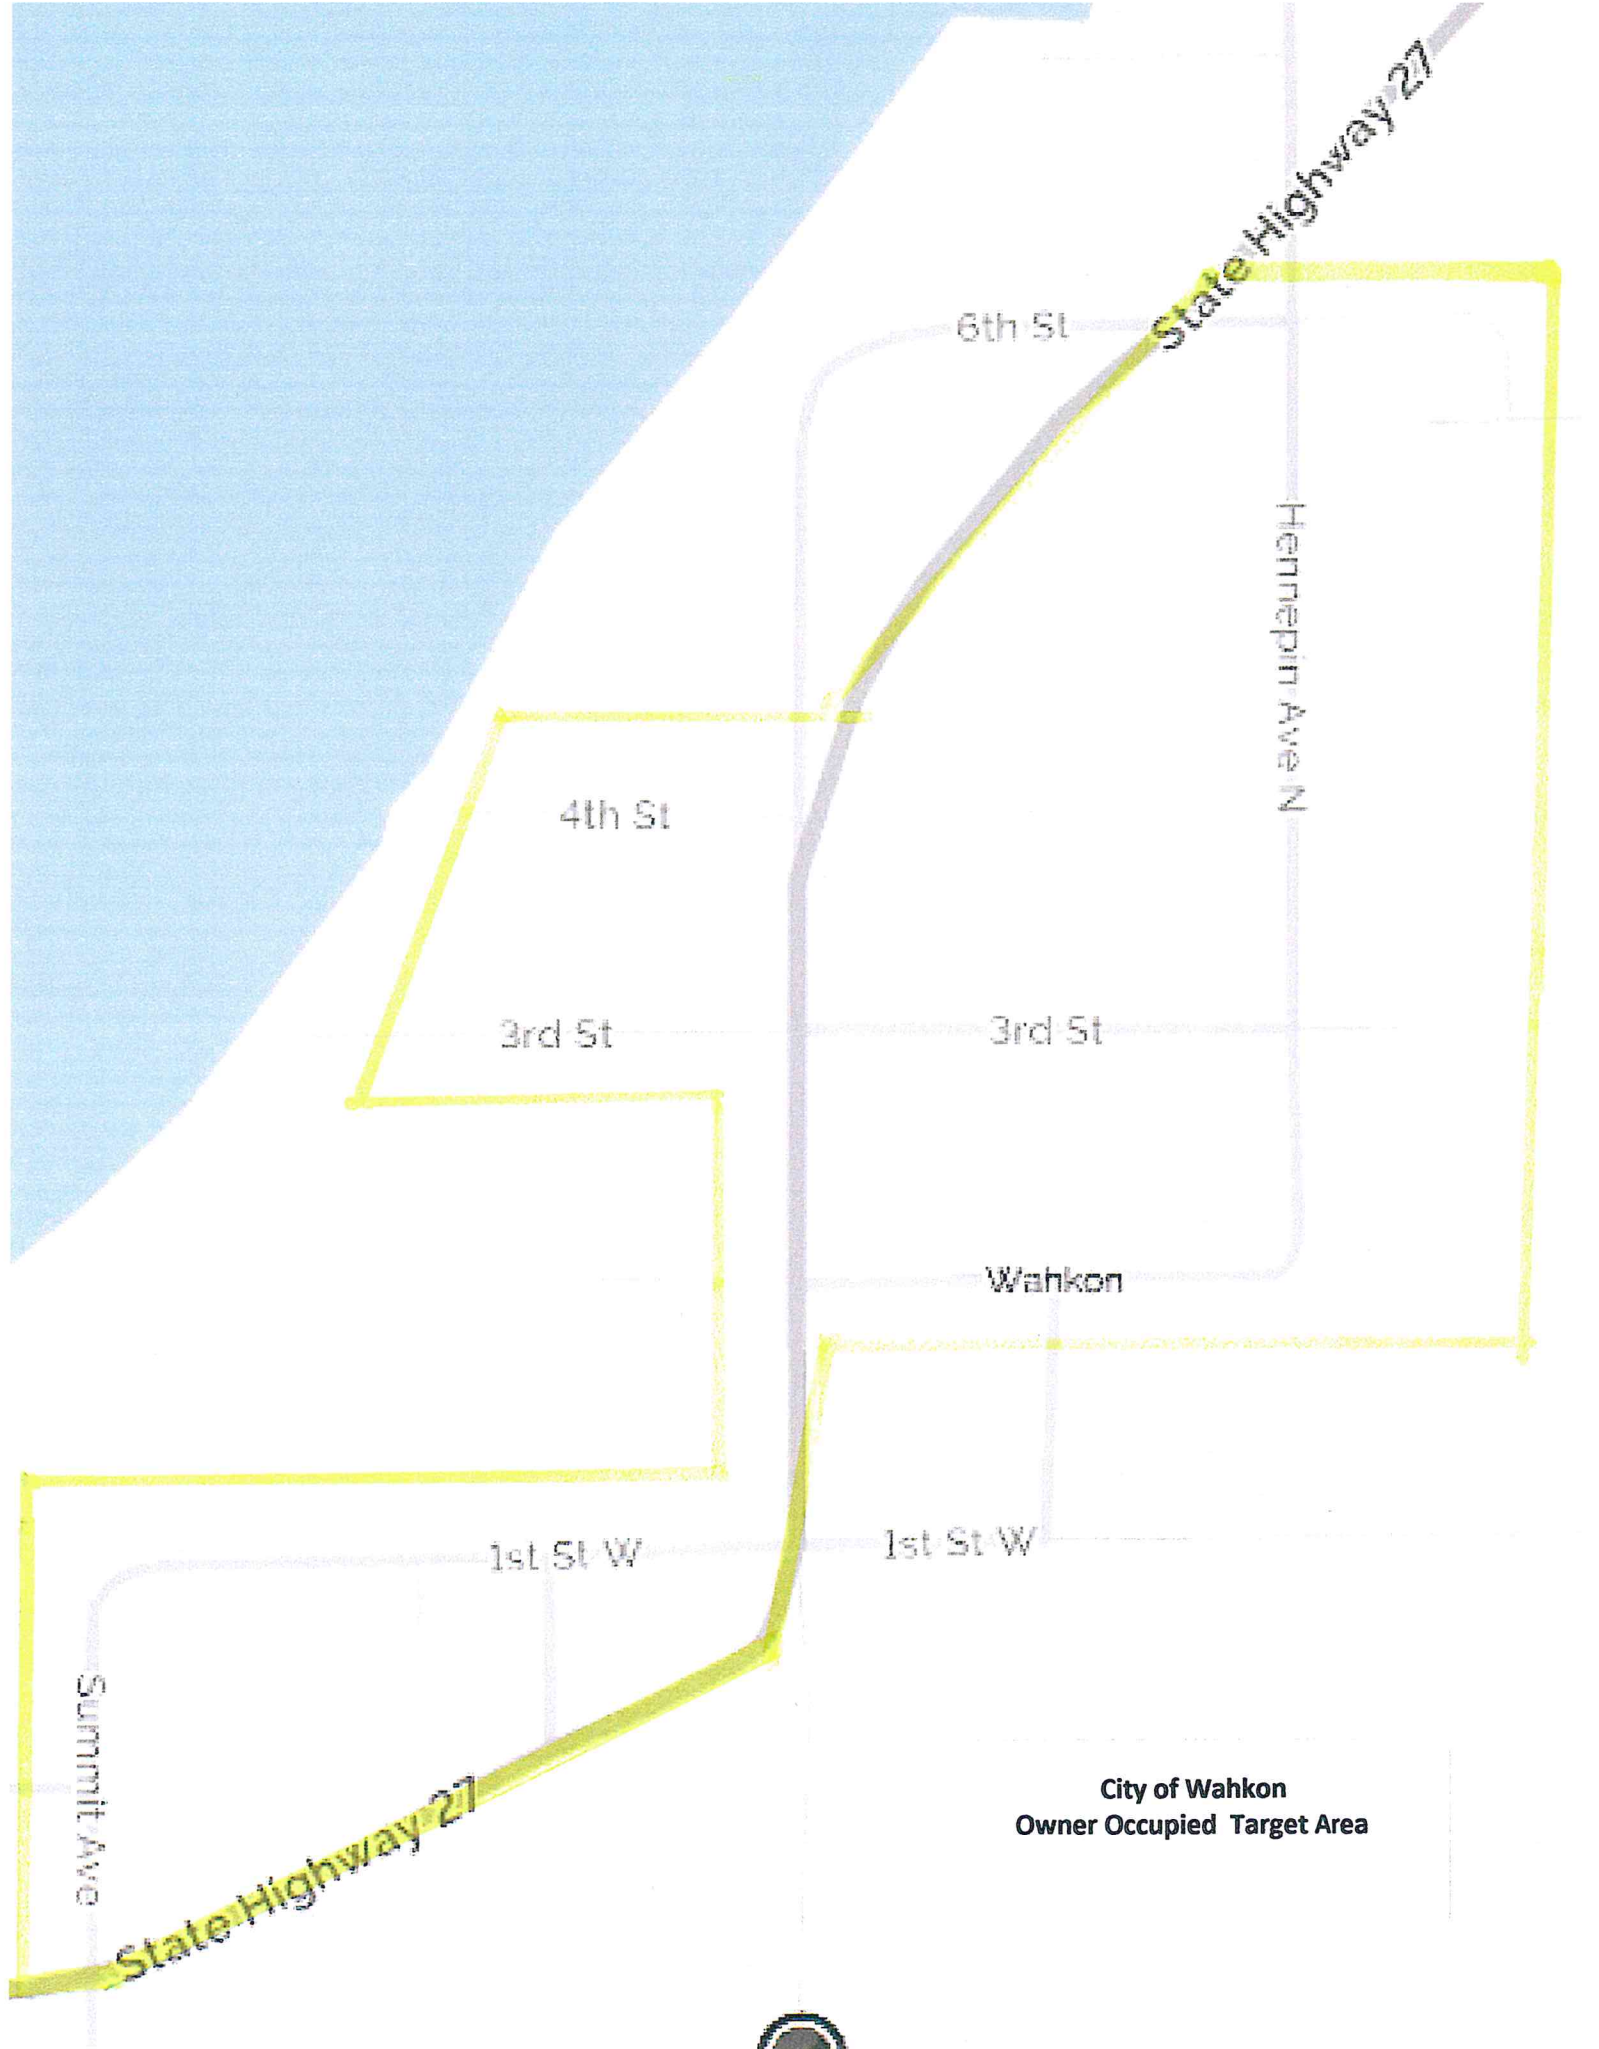 State Highway 27
6th St
Hennepin Ave N
4th St
3rd St
3rd St
Wahkon
1st St W
1st St W
Summit Ave
State Highway 27
City of Wahkon
Owner Occupied Target Area